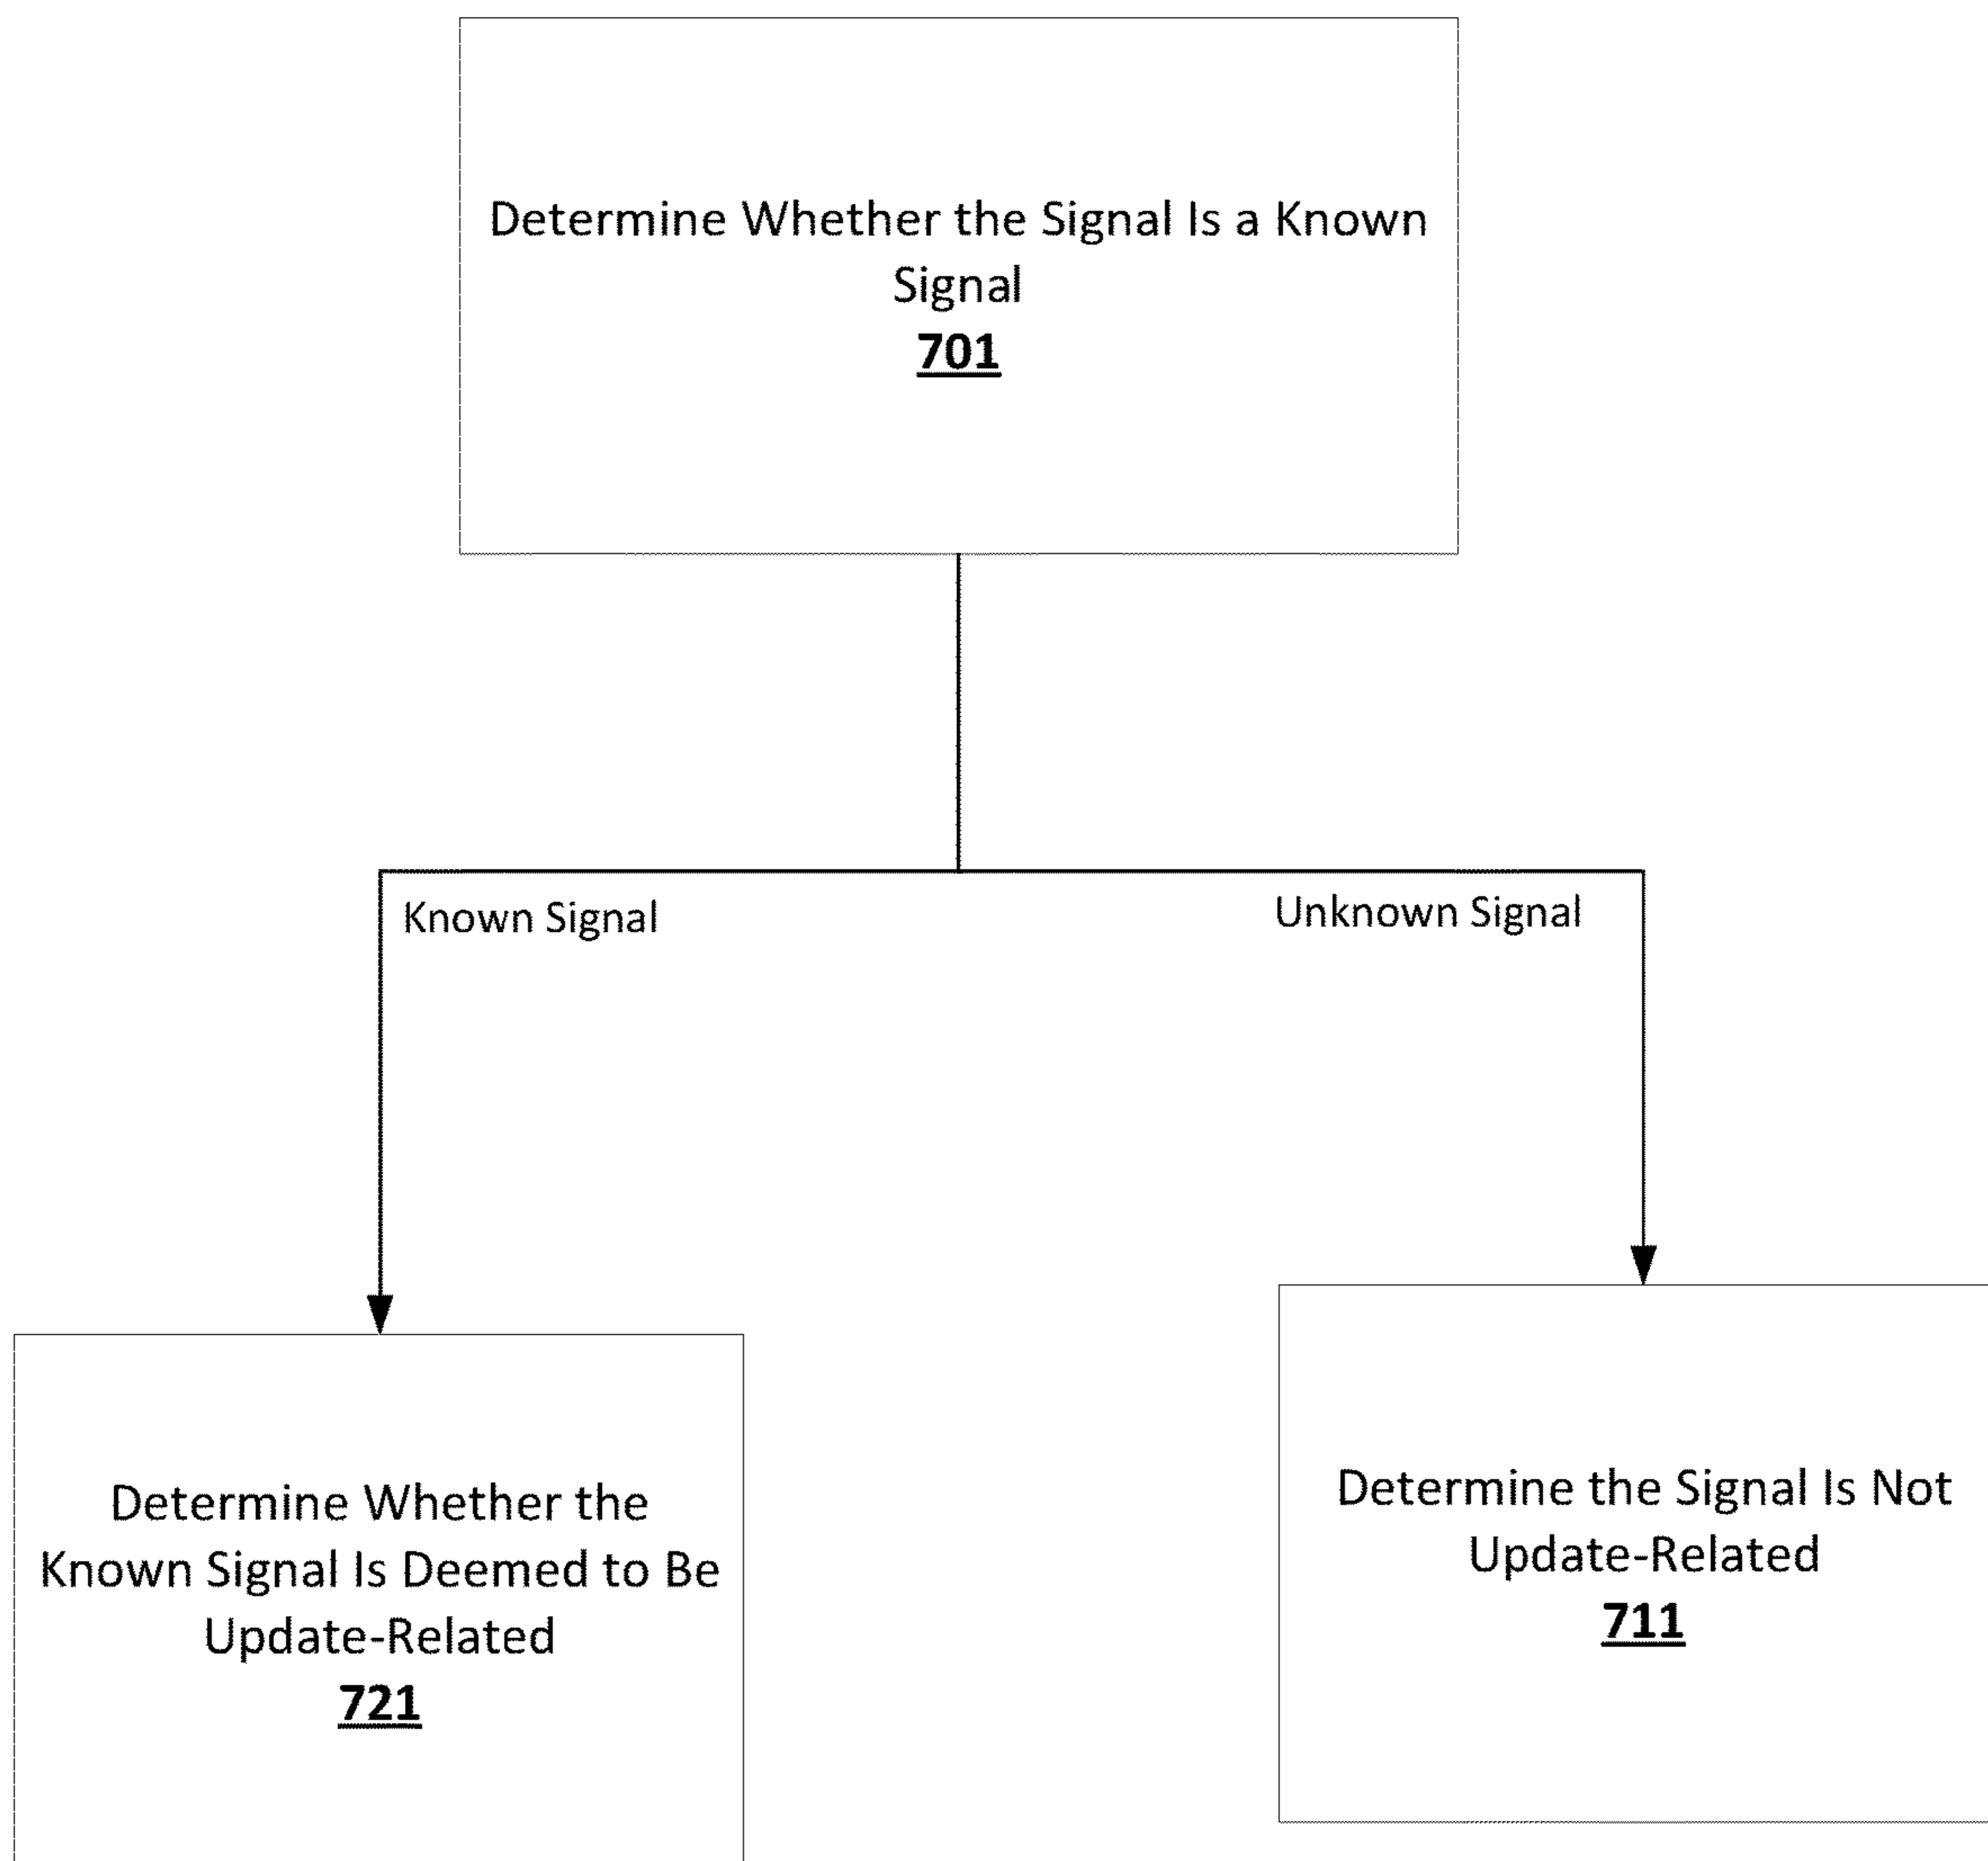 Determine Whether the Signal Is a Known
Signal
701
Known Signal
Unknown Signal
Determine Whether the
Known Signal Is Deemed to Be
Update-Related
721
Determine the Signal Is Not
Update-Related
711